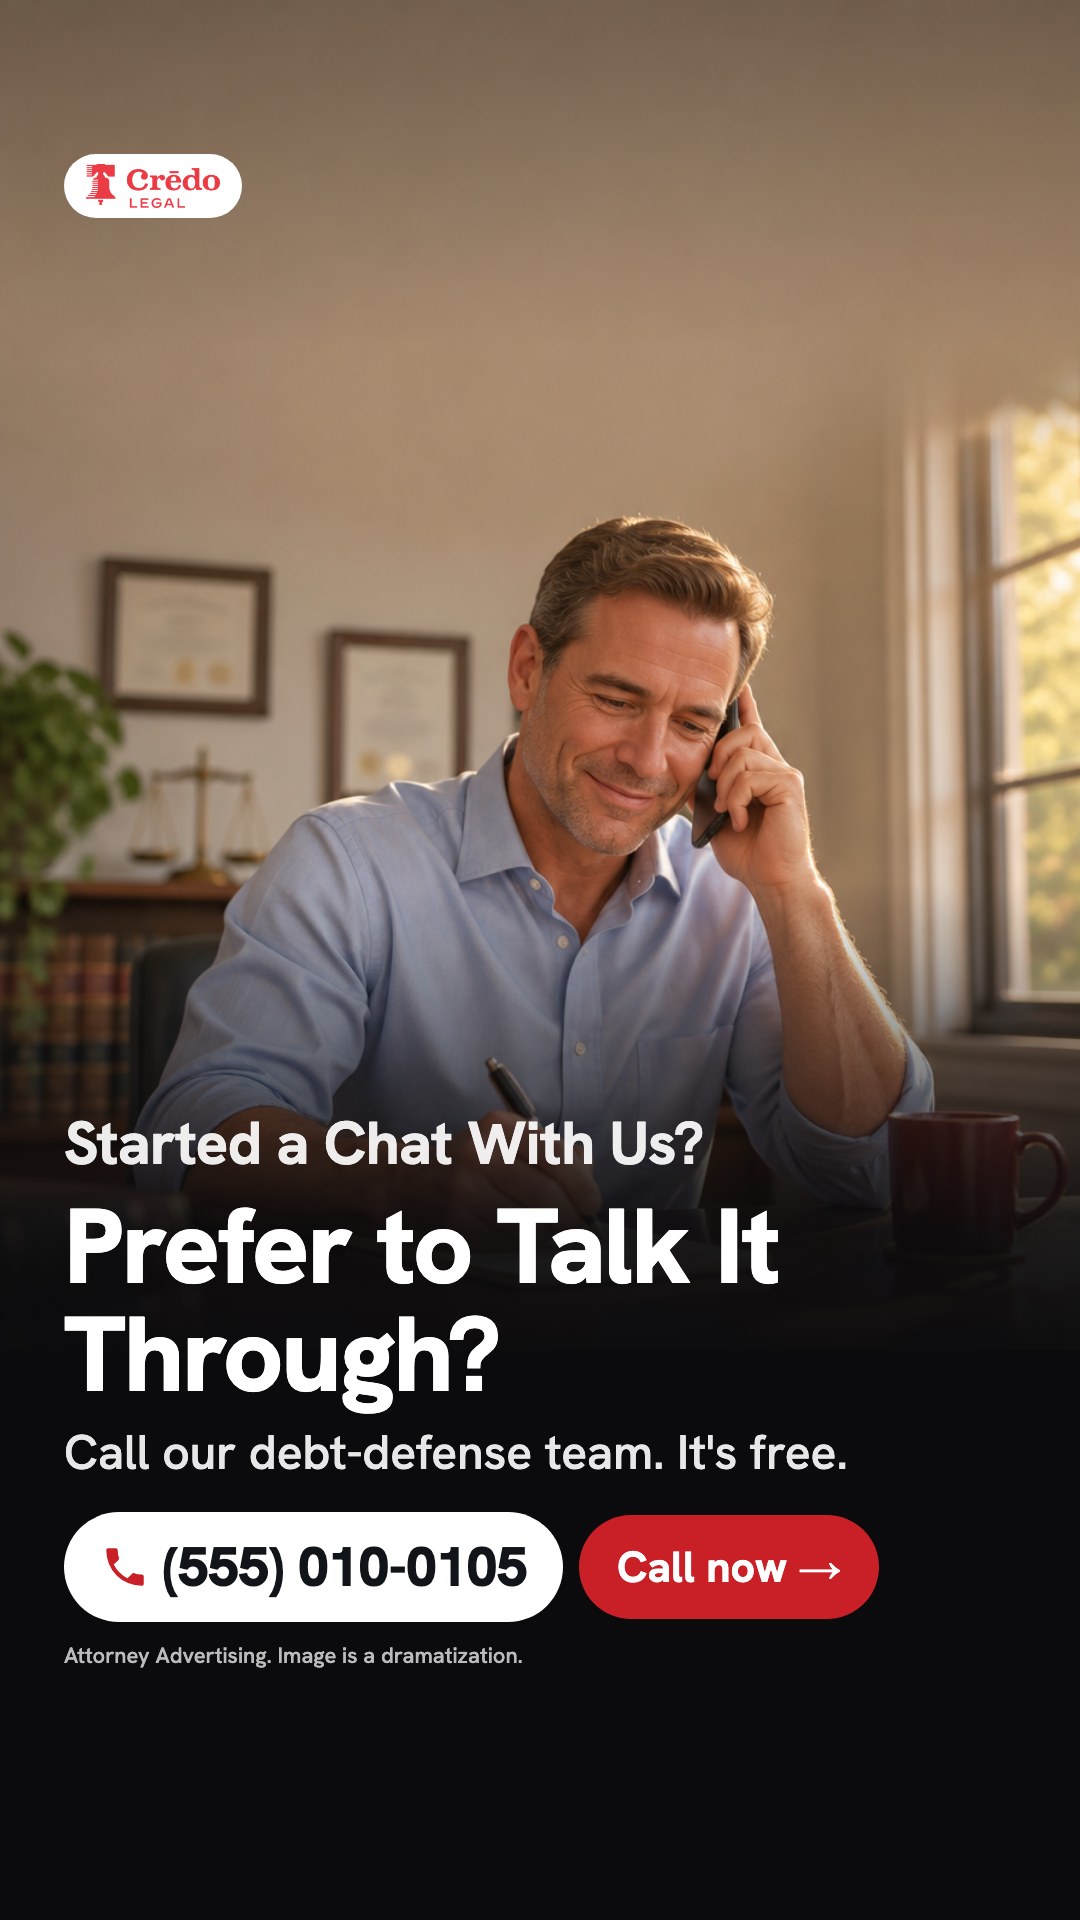 Crēdo
LEGAL
Started a Chat With Us?
Prefer to Talk It
Through?
Call our debt-defense team. It's free.
(555) 010-0105
Call now →
Attorney Advertising. Image is a dramatization.